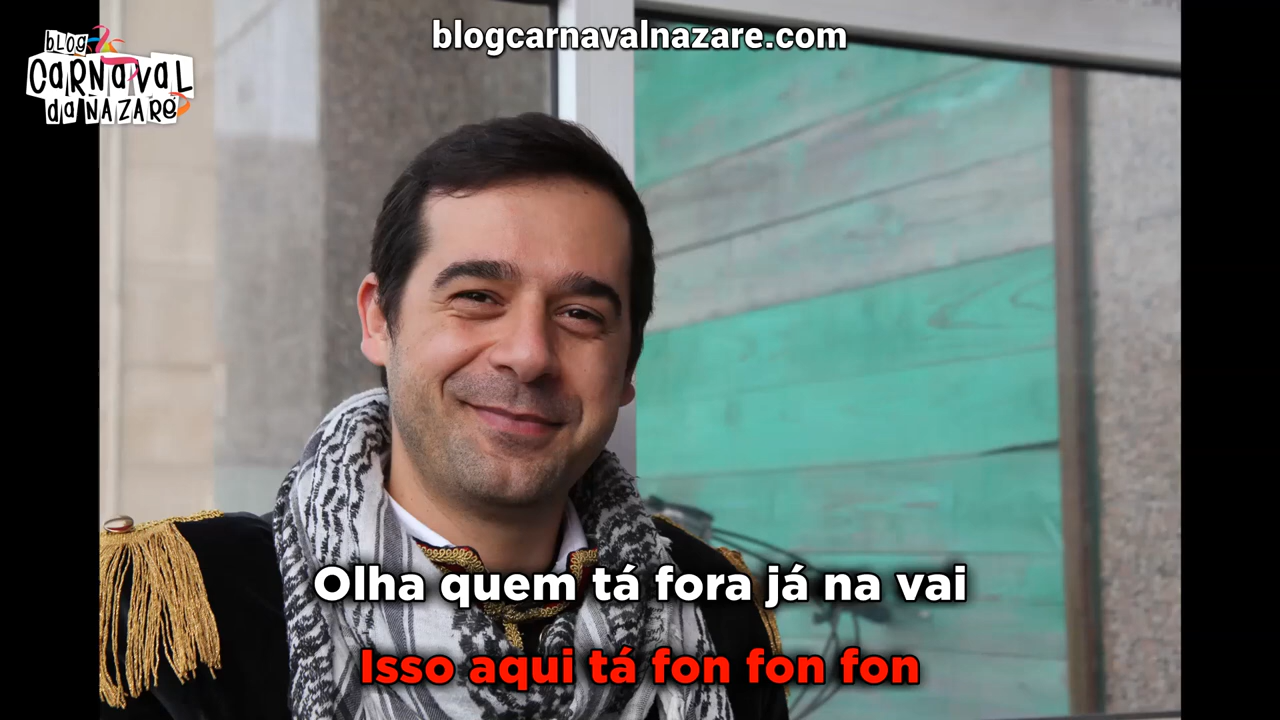 blogcarnavalnazare.com
BLOG
CARNAVAL
da NAZARÉ
Olha quem tá fora já na vai
Isso aqui tá fon fon fon